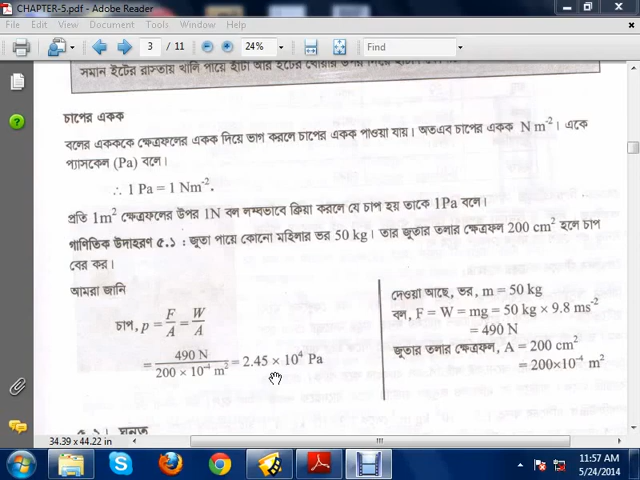 CHAPTER-5.pdf - Adobe Reader
File Edit View Document Tools Window Help
3 / 11 24% Find
সমান ইটের রাস্তায় খালি পায়ে হাঁটা আর ইটের খোয়ার উপর দিয়ে
চাপের একক
বলের একককে ক্ষেত্রফলের একক দিয়ে ভাগ করলে চাপের একক পাওয়া যায়। অতএব চাপের একক N m⁻²। একে
প্যাসকেল (Pa) বলে।
∴ 1 Pa = 1 Nm⁻².
প্রতি 1m² ক্ষেত্রফলের উপর 1N বল লম্বভাবে ক্রিয়া করলে যে চাপ হয় তাকে 1Pa বলে।
গাণিতিক উদাহরণ ৫.১ : জুতা পায়ে কোনো মহিলার ভর 50 kg। তার জুতার তলার ক্ষেত্রফল 200 cm² হলে চাপ
বের কর।
আমরা জানি
চাপ, p = F/A = W/A
= 490 N / 200 × 10⁻⁴ m² = 2.45 × 10⁴ Pa
দেওয়া আছে, ভর, m = 50 kg
বল, F = W = mg = 50 kg × 9.8 ms⁻²
= 490 N
জুতার তলার ক্ষেত্রফল, A = 200 cm²
= 200×10⁻⁴ m²
34.39 x 44.22 in
11:57 AM
5/24/2014